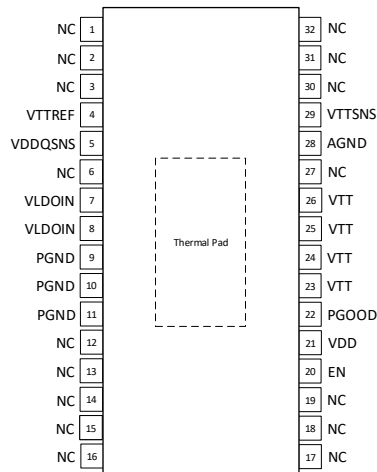 NC 1 32 NC
NC 2 31 NC
NC 3 30 NC
VTTREF 4 29 VTTSNS
VDDQSNS 5 28 AGND
NC 6 27 NC
VLDOIN 7 26 VTT
VLDOIN 8 25 VTT
PGND 9 24 VTT
PGND 10 23 VTT
PGND 11 22 PGOOD
NC 12 21 VDD
NC 13 20 EN
NC 14 19 NC
NC 15 18 NC
NC 16 17 NC
Thermal Pad